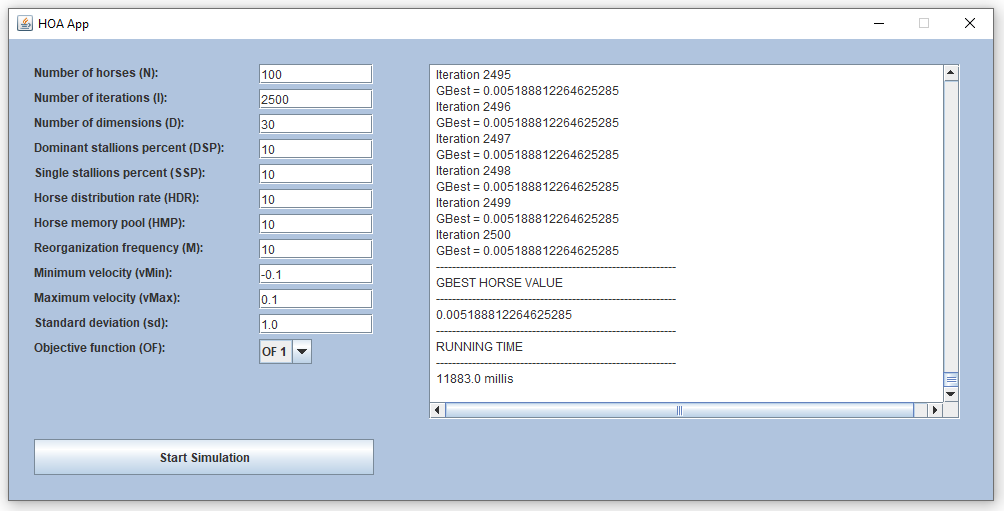 HOA App
Number of horses (N): 100
Number of iterations (I): 2500
Number of dimensions (D): 30
Dominant stallions percent (DSP): 10
Single stallions percent (SSP): 10
Horse distribution rate (HDR): 10
Horse memory pool (HMP): 10
Reorganization frequency (M): 10
Minimum velocity (vMin): -0.1
Maximum velocity (vMax): 0.1
Standard deviation (sd): 1.0
Objective function (OF): OF 1
Start Simulation
Iteration 2495
GBest = 0.005188812264625285
Iteration 2496
GBest = 0.005188812264625285
Iteration 2497
GBest = 0.005188812264625285
Iteration 2498
GBest = 0.005188812264625285
Iteration 2499
GBest = 0.005188812264625285
Iteration 2500
GBest = 0.005188812264625285
------------------------------------------------------------
GBEST HORSE VALUE
------------------------------------------------------------
0.005188812264625285
------------------------------------------------------------
RUNNING TIME
------------------------------------------------------------
11883.0 millis